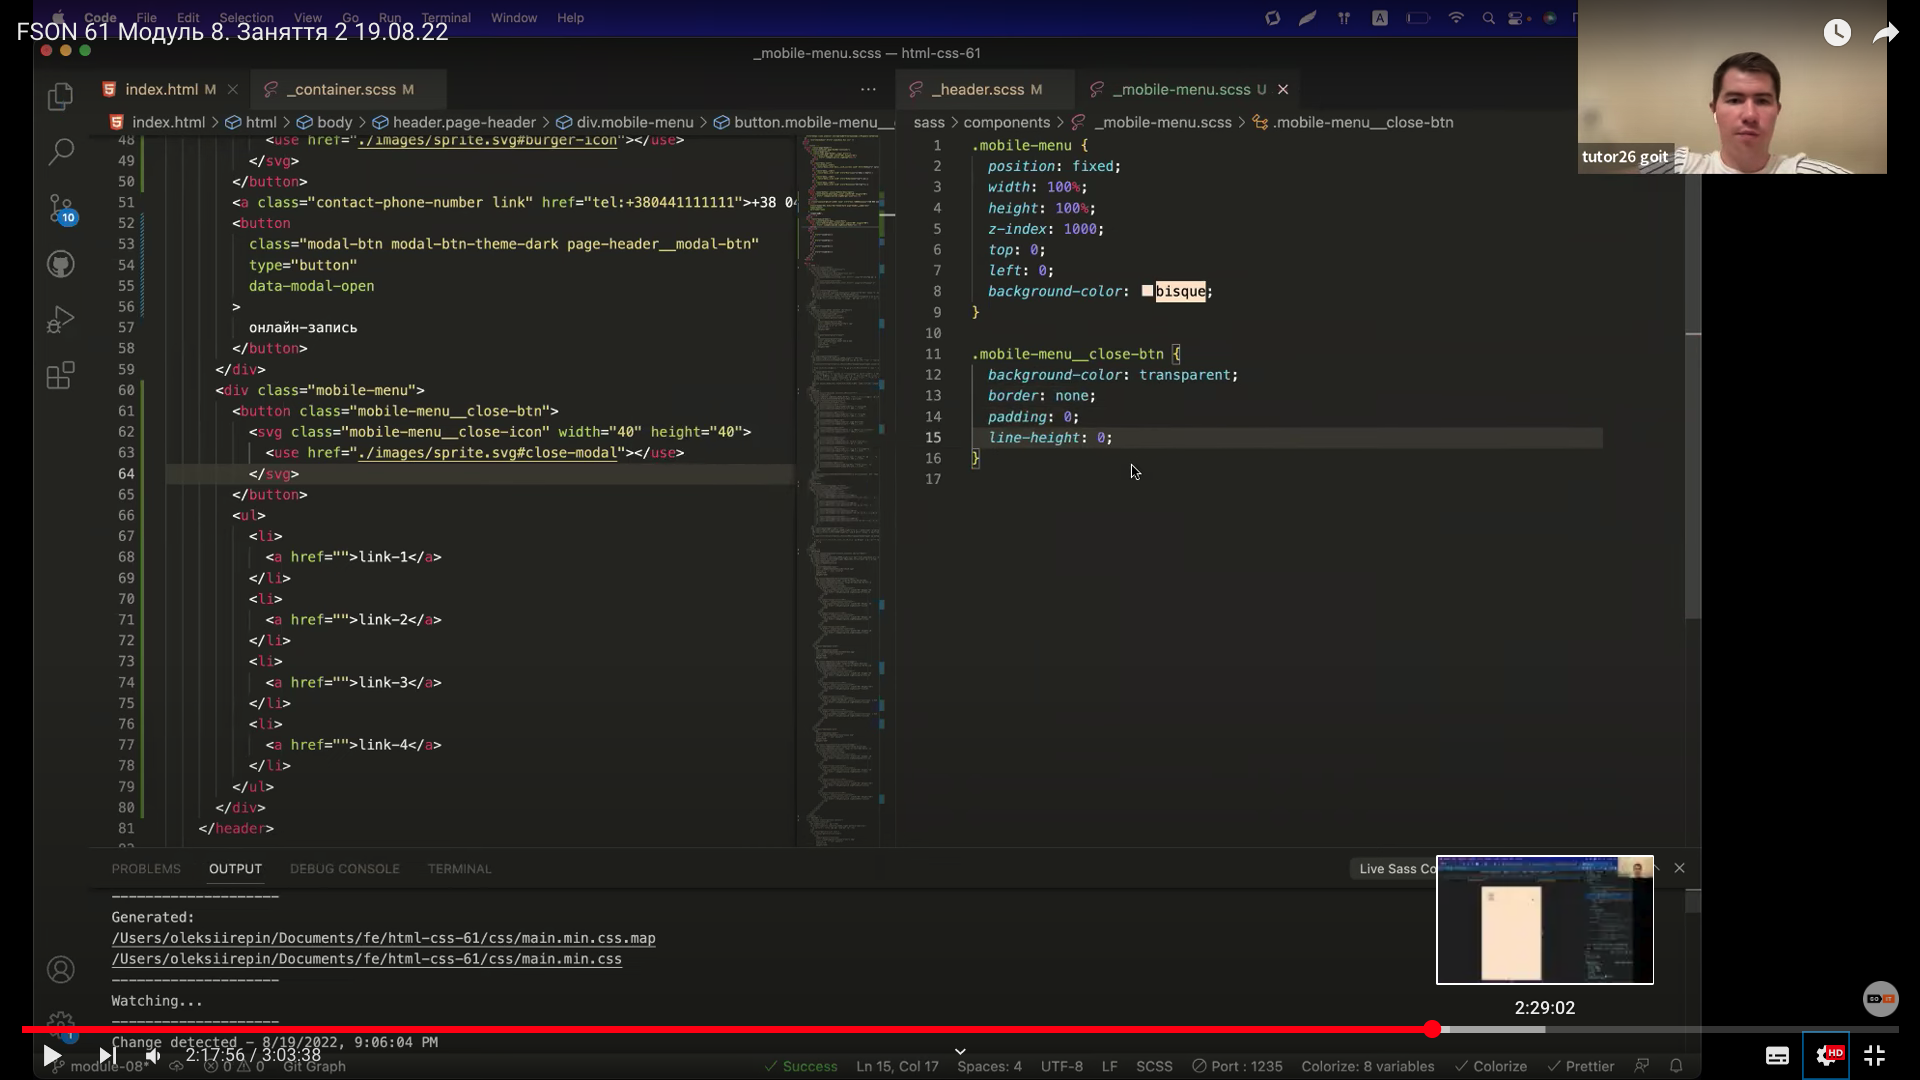 Code File Edit Selection View Go Run Terminal Window Help
FSON 61 Модуль 8. Заняття 2 19.08.22
_mobile-menu.scss — html-css-61
tutor26 goit
index.html M
_container.scss M
_header.scss M
_mobile-menu.scss U
index.html > html > body > header.page-header > div.mobile-menu > button.mobile-menu__
sass > components > _mobile-menu.scss > .mobile-menu__close-btn
10
48 <use href="./images/sprite.svg#burger-icon"></use>
49 </svg>
50 </button>
51 <a class="contact-phone-number link" href="tel:+380441111111">+38 04
52 <button
53 class="modal-btn modal-btn-theme-dark page-header__modal-btn"
54 type="button"
55 data-modal-open
56 >
57 онлайн-запись
58 </button>
59 </div>
60 <div class="mobile-menu">
61 <button class="mobile-menu__close-btn">
62 <svg class="mobile-menu__close-icon" width="40" height="40">
63 <use href="./images/sprite.svg#close-modal"></use>
64 </svg>
65 </button>
66 <ul>
67 <li>
68 <a href="">link-1</a>
69 </li>
70 <li>
71 <a href="">link-2</a>
72 </li>
73 <li>
74 <a href="">link-3</a>
75 </li>
76 <li>
77 <a href="">link-4</a>
78 </li>
79 </ul>
80 </div>
81 </header>
1 .mobile-menu {
2 position: fixed;
3 width: 100%;
4 height: 100%;
5 z-index: 1000;
6 top: 0;
7 left: 0;
8 background-color: bisque;
9 }
10
11 .mobile-menu__close-btn {
12 background-color: transparent;
13 border: none;
14 padding: 0;
15 line-height: 0;
16 }
17
PROBLEMS OUTPUT DEBUG CONSOLE TERMINAL
Live Sass Co
--------------------
Generated:
/Users/oleksiirepin/Documents/fe/html-css-61/css/main.min.css.map
/Users/oleksiirepin/Documents/fe/html-css-61/css/main.min.css
--------------------
Watching...
--------------------
Change detected – 8/19/2022, 9:06:04 PM
2:29:02
2:17:56 / 3:03:38
HD
module-08* 0 0 Git Graph
Success Ln 15, Col 17 Spaces: 4 UTF-8 LF SCSS Port : 1235 Colorize: 8 variables Colorize Prettier